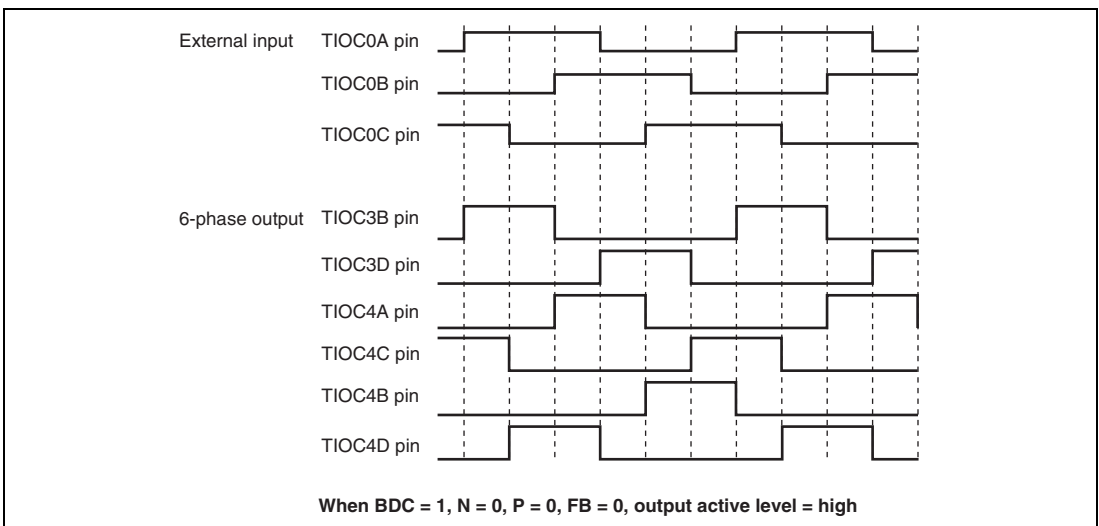 External input TIOC0A pin
TIOC0B pin
TIOC0C pin
6-phase output TIOC3B pin
TIOC3D pin
TIOC4A pin
TIOC4C pin
TIOC4B pin
TIOC4D pin
When BDC = 1, N = 0, P = 0, FB = 0, output active level = high